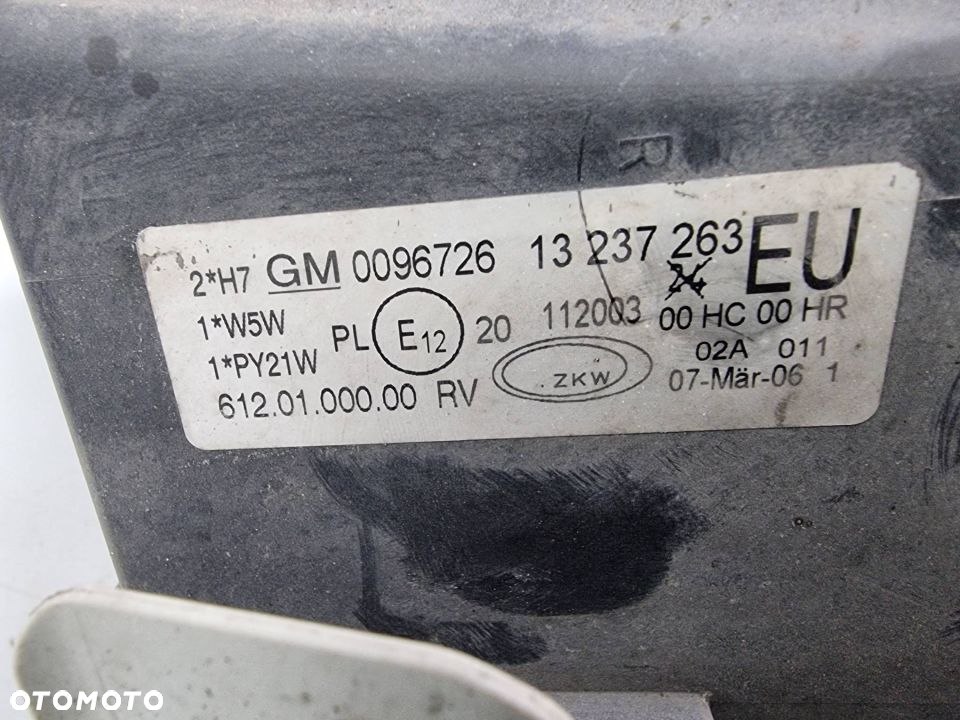 R
2*H7 GM 0096726 13 237 263 EU
1*W5W PL E12 20 112003 00 HC 00 HR
1*PY21W .ZKW 02A 011
612.01.000.00 RV 07-Mär-06 1
OTOMOTO